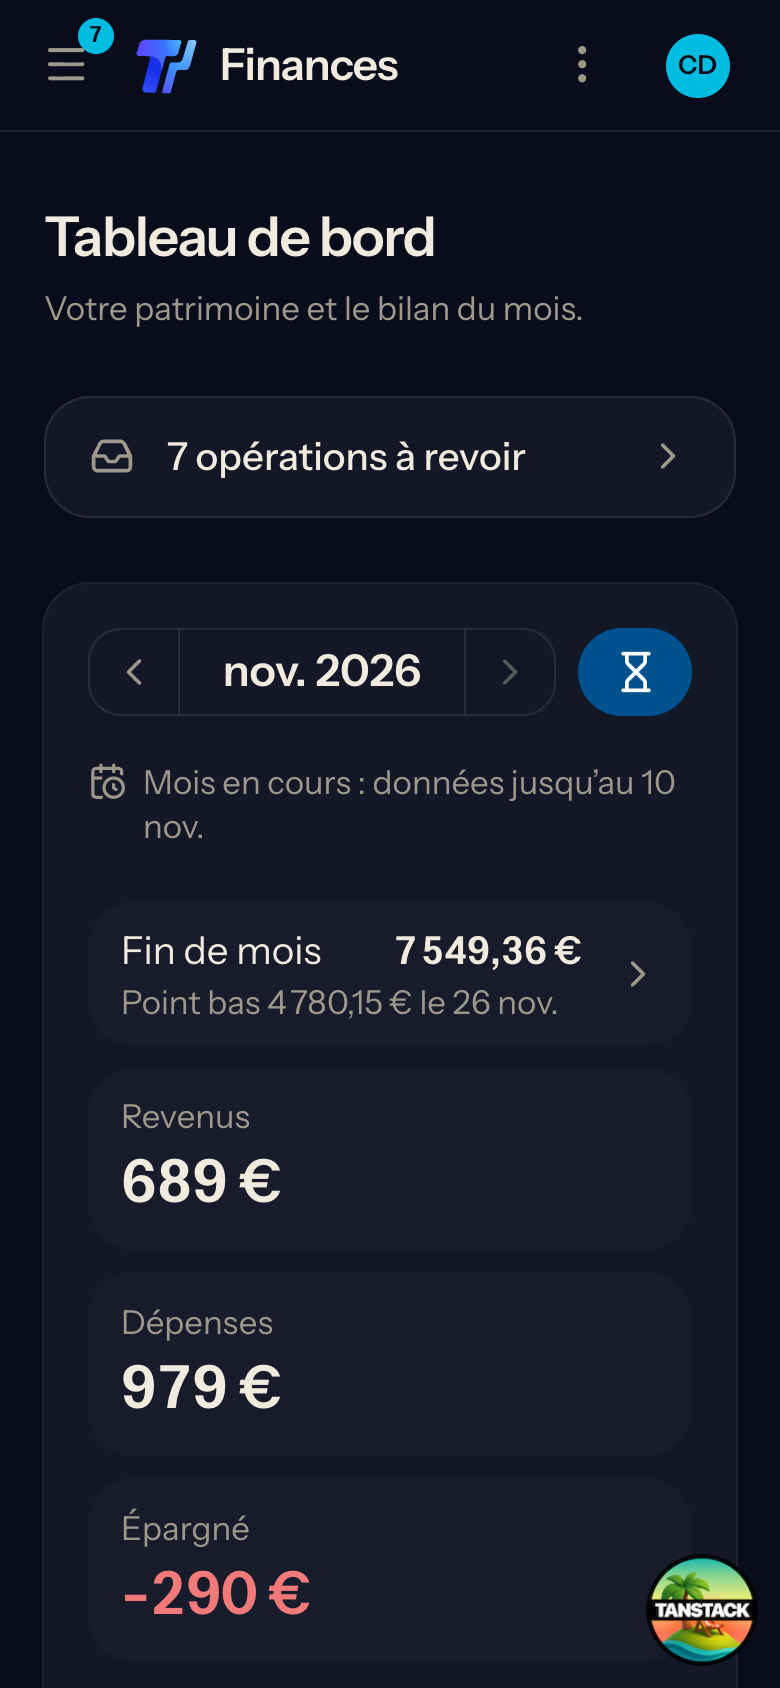 7
Finances
CD
Tableau de bord
Votre patrimoine et le bilan du mois.
7 opérations à revoir
nov. 2026
Mois en cours : données jusqu’au 10
nov.
Fin de mois 7 549,36 €
Point bas 4 780,15 € le 26 nov.
Revenus
689 €
Dépenses
979 €
Épargné
-290 €
TANSTACK